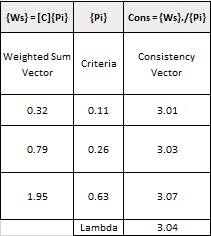 {Ws} = [C]{Pi} {Pi} Cons = {Ws}./{Pi}
Weighted Sum Vector Criteria Consistency Vector
0.32 0.11 3.01
0.79 0.26 3.03
1.95 0.63 3.07
Lambda 3.04